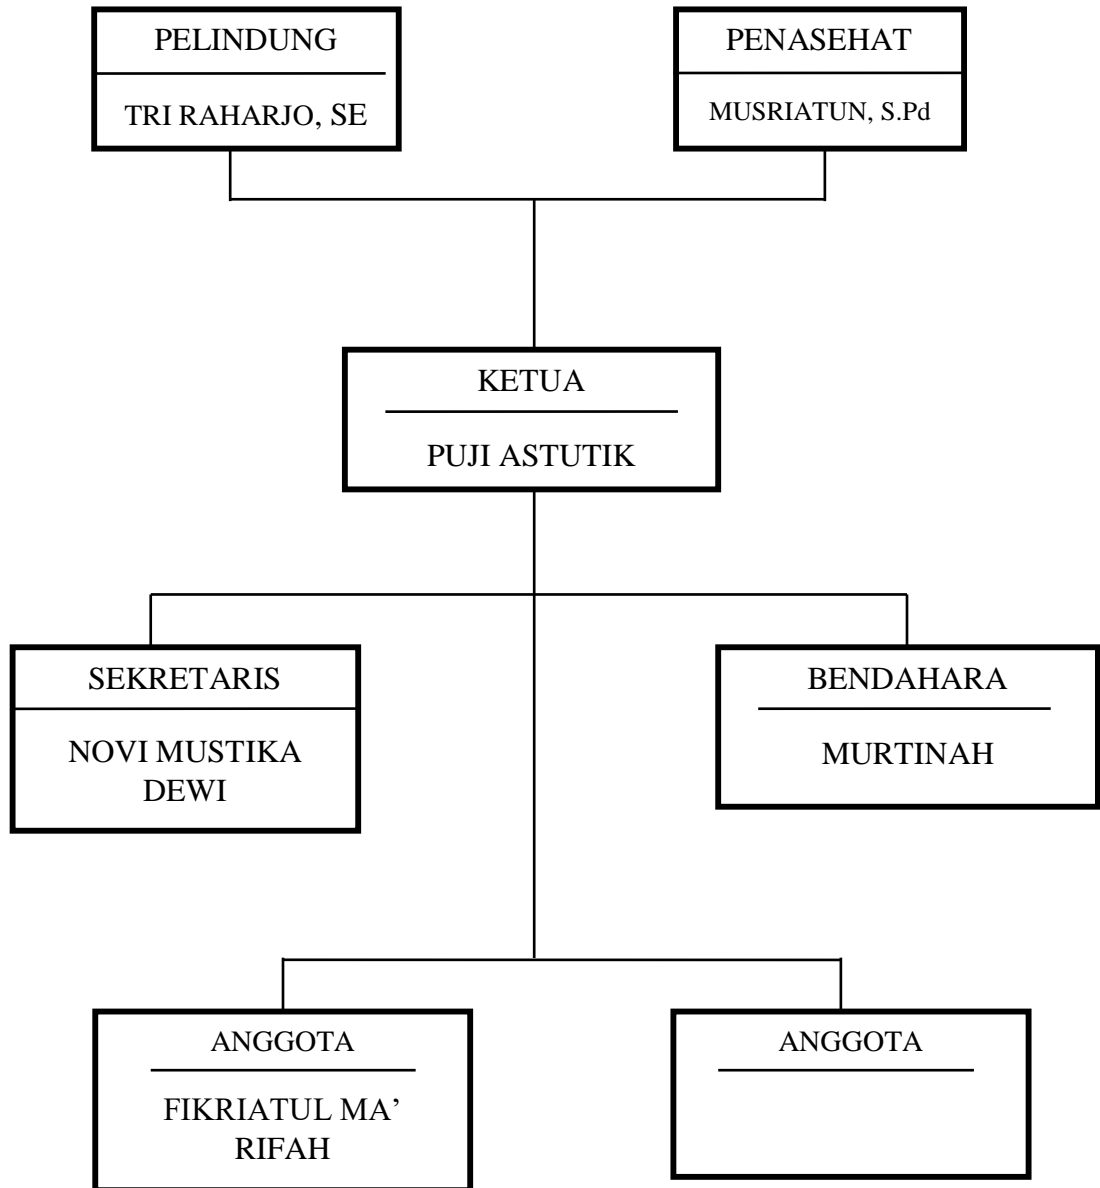 PELINDUNG
TRI RAHARJO, SE
PENASEHAT
MUSRIATUN, S.Pd
KETUA
PUJI ASTUTIK
SEKRETARIS
NOVI MUSTIKA
DEWI
BENDAHARA
MURTINAH
ANGGOTA
FIKRIATUL MA’
RIFAH
ANGGOTA